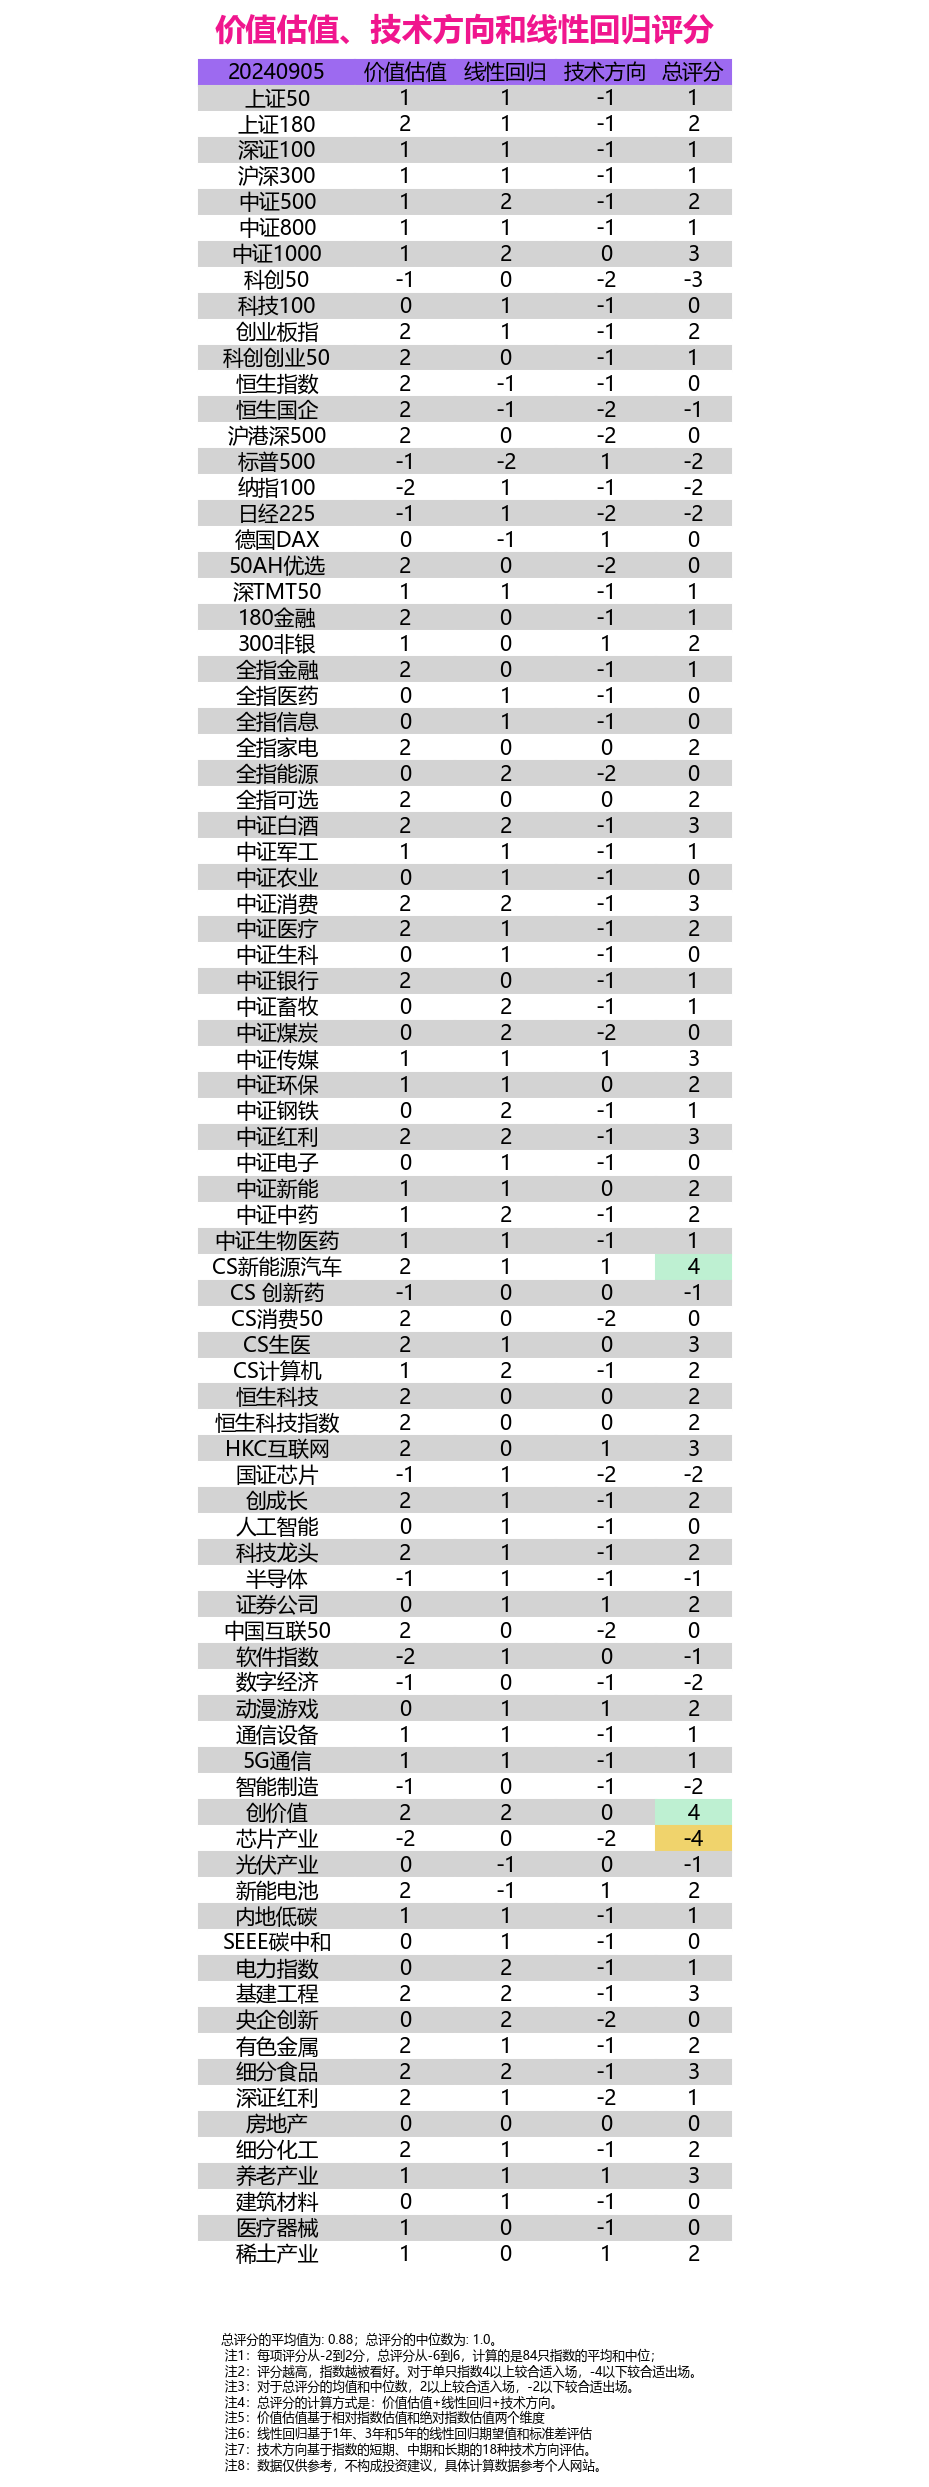 价值估值、技术方向和线性回归评分
20240905 价值估值 线性回归 技术方向 总评分
上证50 1 1 -1 1
上证180 2 1 -1 2
深证100 1 1 -1 1
沪深300 1 1 -1 1
中证500 1 2 -1 2
中证800 1 1 -1 1
中证1000 1 2 0 3
科创50 -1 0 -2 -3
科技100 0 1 -1 0
创业板指 2 1 -1 2
科创创业50 2 0 -1 1
恒生指数 2 -1 -1 0
恒生国企 2 -1 -2 -1
沪港深500 2 0 -2 0
标普500 -1 -2 1 -2
纳指100 -2 1 -1 -2
日经225 -1 1 -2 -2
德国DAX 0 -1 1 0
50AH优选 2 0 -2 0
深TMT50 1 1 -1 1
180金融 2 0 -1 1
300非银 1 0 1 2
全指金融 2 0 -1 1
全指医药 0 1 -1 0
全指信息 0 1 -1 0
全指家电 2 0 0 2
全指能源 0 2 -2 0
全指可选 2 0 0 2
中证白酒 2 2 -1 3
中证军工 1 1 -1 1
中证农业 0 1 -1 0
中证消费 2 2 -1 3
中证医疗 2 1 -1 2
中证生科 0 1 -1 0
中证银行 2 0 -1 1
中证畜牧 0 2 -1 1
中证煤炭 0 2 -2 0
中证传媒 1 1 1 3
中证环保 1 1 0 2
中证钢铁 0 2 -1 1
中证红利 2 2 -1 3
中证电子 0 1 -1 0
中证新能 1 1 0 2
中证中药 1 2 -1 2
中证生物医药 1 1 -1 1
CS新能源汽车 2 1 1 4
CS 创新药 -1 0 0 -1
CS消费50 2 0 -2 0
CS生医 2 1 0 3
CS计算机 1 2 -1 2
恒生科技 2 0 0 2
恒生科技指数 2 0 0 2
HKC互联网 2 0 1 3
国证芯片 -1 1 -2 -2
创成长 2 1 -1 2
人工智能 0 1 -1 0
科技龙头 2 1 -1 2
半导体 -1 1 -1 -1
证券公司 0 1 1 2
中国互联50 2 0 -2 0
软件指数 -2 1 0 -1
数字经济 -1 0 -1 -2
动漫游戏 0 1 1 2
通信设备 1 1 -1 1
5G通信 1 1 -1 1
智能制造 -1 0 -1 -2
创价值 2 2 0 4
芯片产业 -2 0 -2 -4
光伏产业 0 -1 0 -1
新能电池 2 -1 1 2
内地低碳 1 1 -1 1
SEEE碳中和 0 1 -1 0
电力指数 0 2 -1 1
基建工程 2 2 -1 3
央企创新 0 2 -2 0
有色金属 2 1 -1 2
细分食品 2 2 -1 3
深证红利 2 1 -2 1
房地产 0 0 0 0
细分化工 2 1 -1 2
养老产业 1 1 1 3
建筑材料 0 1 -1 0
医疗器械 1 0 -1 0
稀土产业 1 0 1 2
总评分的平均值为: 0.88；总评分的中位数为: 1.0。
注1：每项评分从-2到2分，总评分从-6到6，计算的是84只指数的平均和中位；
注2：评分越高，指数越被看好。对于单只指数4以上较合适入场，-4以下较合适出场。
注3：对于总评分的均值和中位数，2以上较合适入场，-2以下较合适出场。
注4：总评分的计算方式是：价值估值+线性回归+技术方向。
注5：价值估值基于相对指数估值和绝对指数估值两个维度
注6：线性回归基于1年、3年和5年的线性回归期望值和标准差评估
注7：技术方向基于指数的短期、中期和长期的18种技术方向评估。
注8：数据仅供参考，不构成投资建议，具体计算数据参考个人网站。